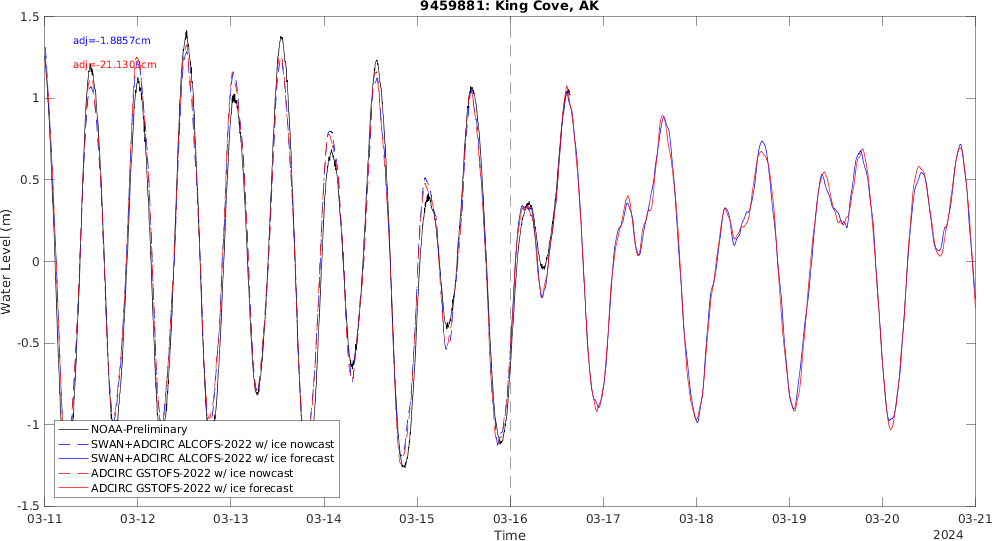 9459881: King Cove, AK
1.5
1
0.5
0
-0.5
-1
-1.5
Water Level (m)
adj=-1.8857cm
NOAA-Preliminary
SWAN+ADCIRC ALCOFS-2022 w/ ice nowcast
SWAN+ADCIRC ALCOFS-2022 w/ ice forecast
ADCIRC GSTOFS-2022 w/ ice nowcast
ADCIRC GSTOFS-2022 w/ ice forecast
03-11 03-12 03-13 03-14 03-15 03-16 03-17 03-18 03-19 03-20 03-21
Time
2024